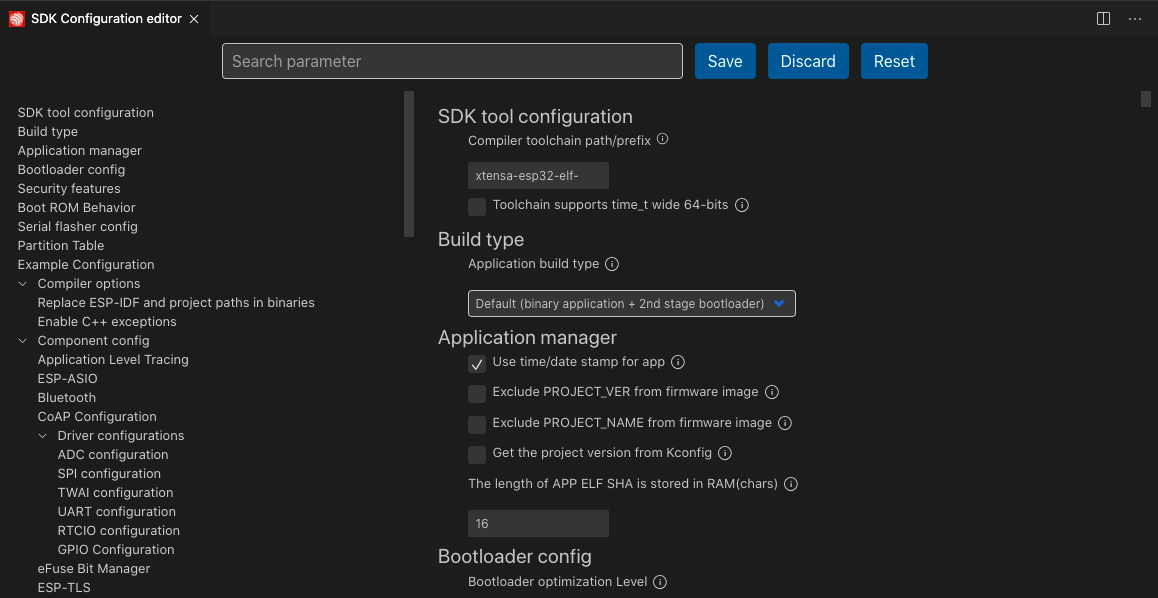 SDK Configuration editor
Search parameter
Save
Discard
Reset
SDK tool configuration
Build type
Application manager
Bootloader config
Security features
Boot ROM Behavior
Serial flasher config
Partition Table
Example Configuration
Compiler options
Replace ESP-IDF and project paths in binaries
Enable C++ exceptions
Component config
Application Level Tracing
ESP-ASIO
Bluetooth
CoAP Configuration
Driver configurations
ADC configuration
SPI configuration
TWAI configuration
UART configuration
RTCIO configuration
GPIO Configuration
eFuse Bit Manager
ESP-TLS
SDK tool configuration
Compiler toolchain path/prefix
xtensa-esp32-elf-
Toolchain supports time_t wide 64-bits
Build type
Application build type
Default (binary application + 2nd stage bootloader)
Application manager
Use time/date stamp for app
Exclude PROJECT_VER from firmware image
Exclude PROJECT_NAME from firmware image
Get the project version from Kconfig
The length of APP ELF SHA is stored in RAM(chars)
16
Bootloader config
Bootloader optimization Level